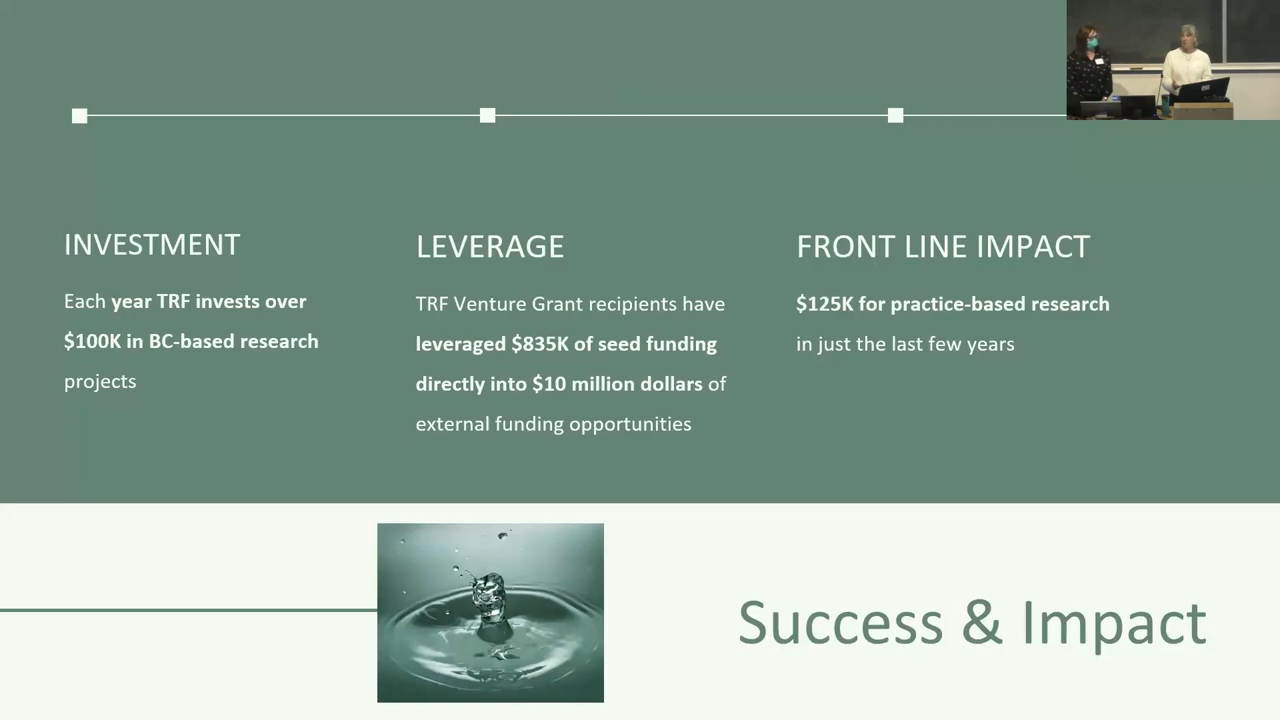 INVESTMENT
Each year TRF invests over
$100K in BC-based research
projects
LEVERAGE
TRF Venture Grant recipients have
leveraged $835K of seed funding
directly into $10 million dollars of
external funding opportunities
FRONT LINE IMPACT
$125K for practice-based research
in just the last few years
Success & Impact